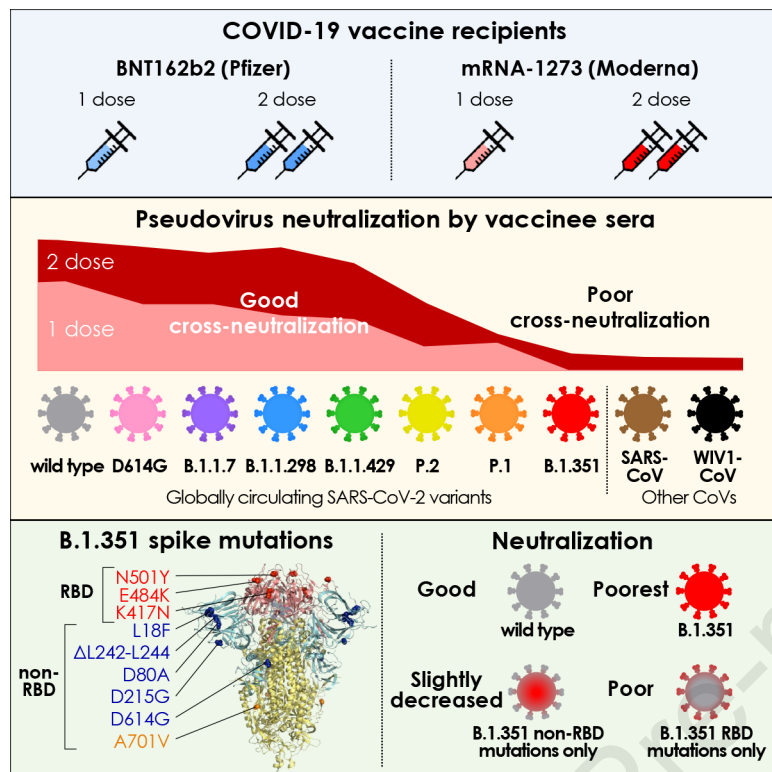 COVID-19 vaccine recipients
BNT162b2 (Pfizer)
mRNA-1273 (Moderna)
1 dose
2 dose
1 dose
2 dose
Pseudovirus neutralization by vaccinee sera
2 dose
1 dose
Good
cross-neutralization
Poor
cross-neutralization
wild type
D614G
B.1.1.7
B.1.1.298
B.1.1.429
P.2
P.1
B.1.351
SARS-
CoV
WIV1-
CoV
Globally circulating SARS-CoV-2 variants
Other CoVs
B.1.351 spike mutations
RBD
N501Y
E484K
K417N
non-
RBD
L18F
ΔL242-L244
D80A
D215G
D614G
A701V
Neutralization
Good
wild type
Poorest
B.1.351
Slightly
decreased
B.1.351 non-RBD
mutations only
Poor
B.1.351 RBD
mutations only
Pre-